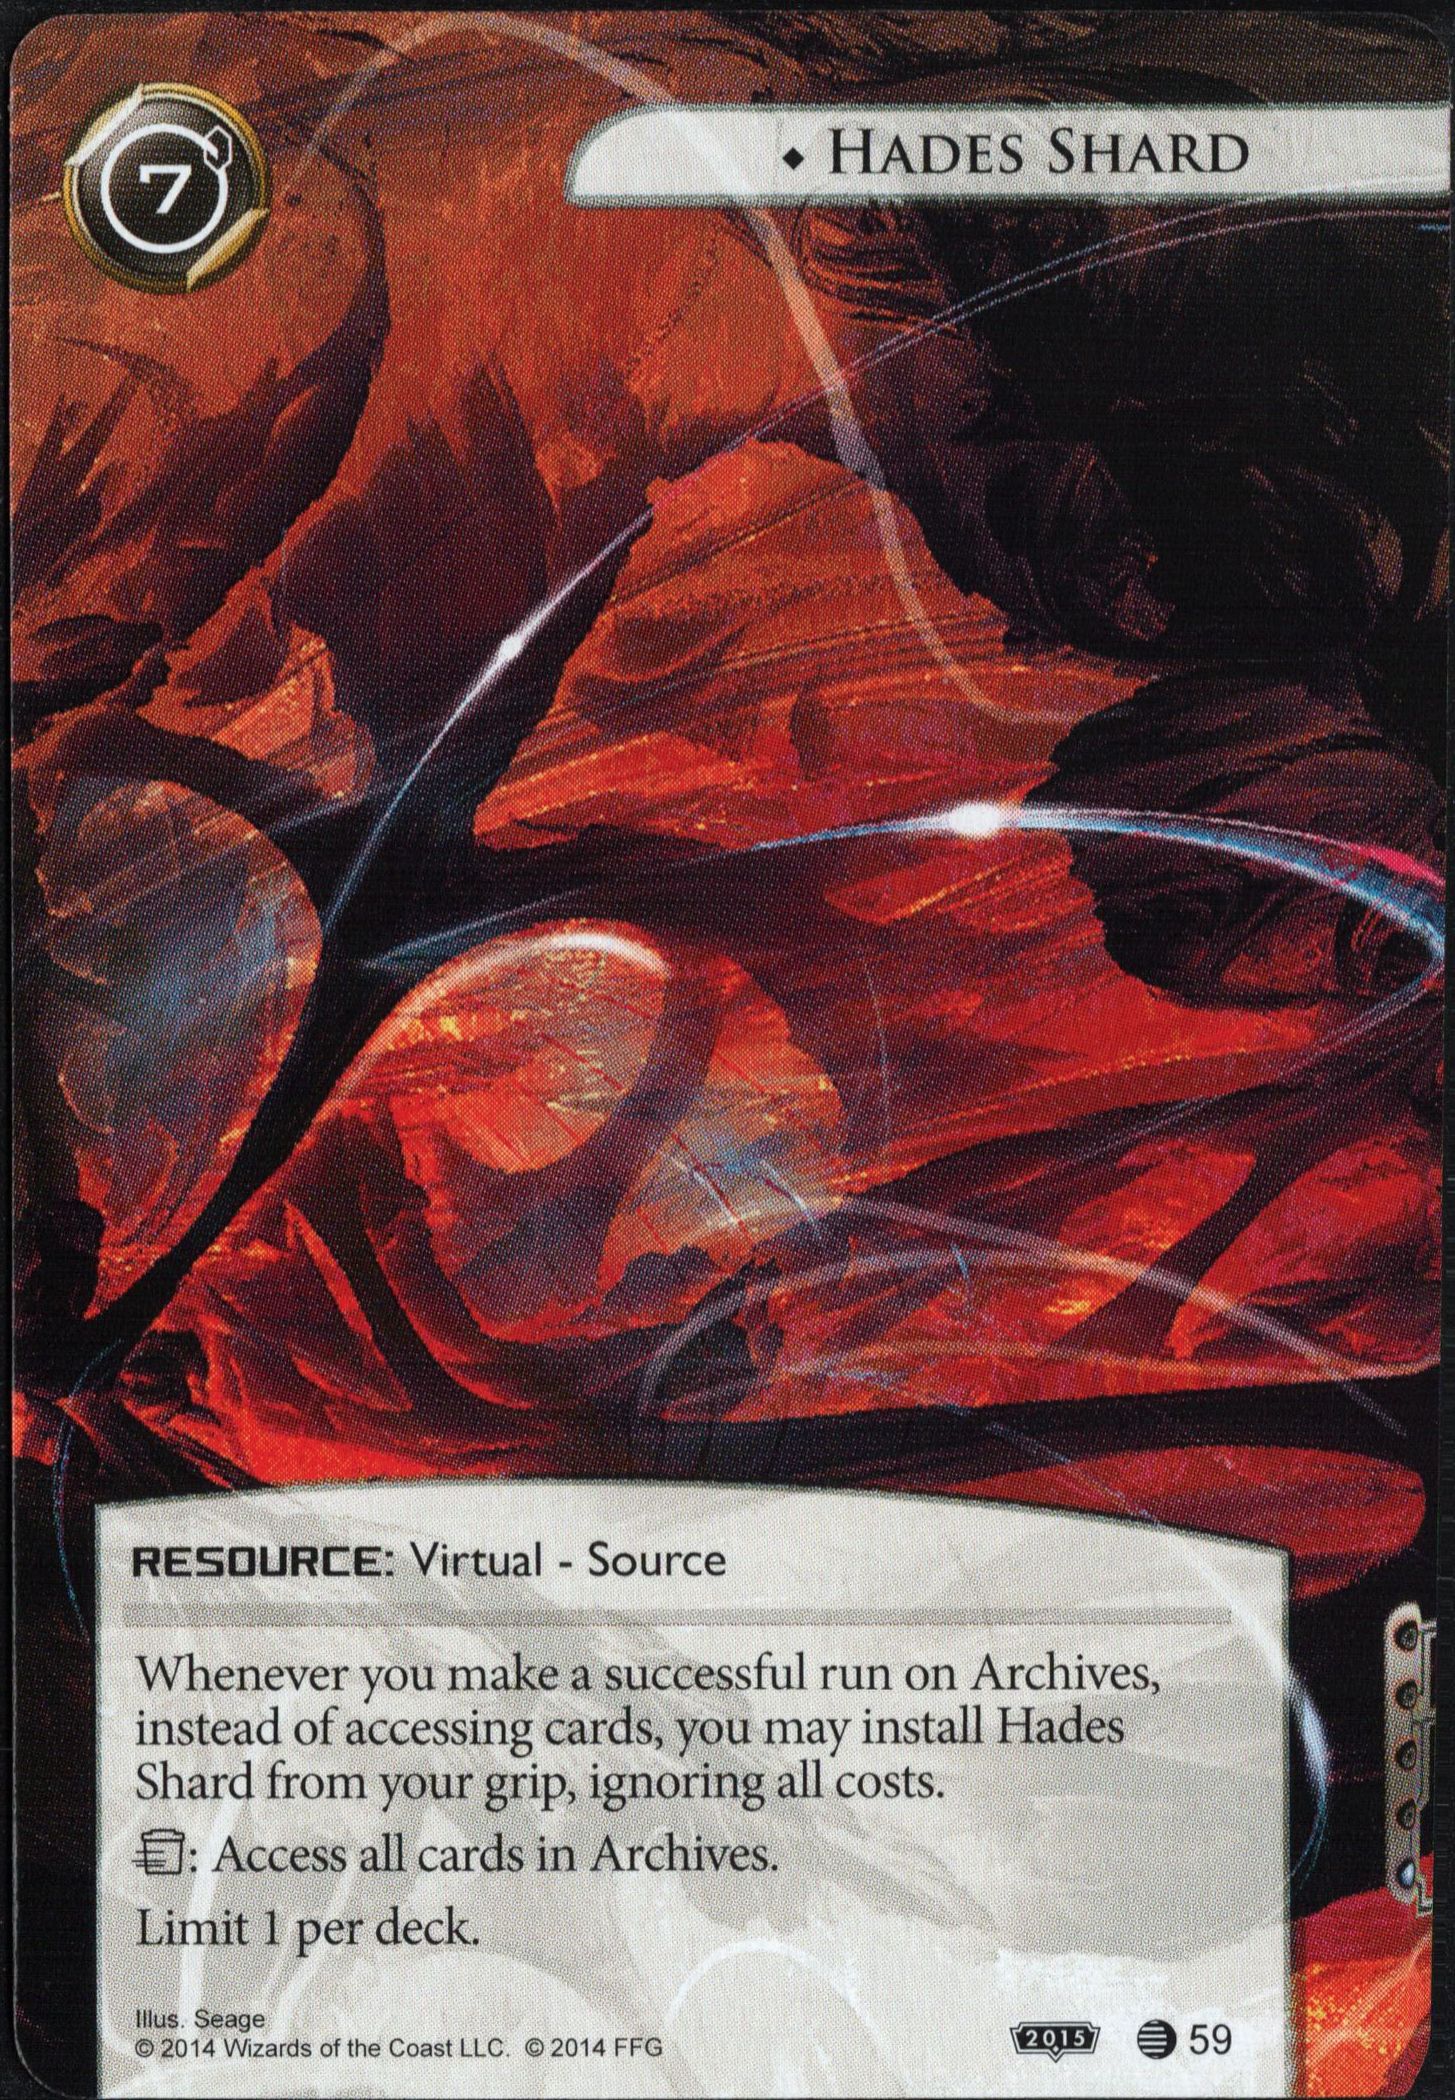 7
♦ HADES SHARD
RESOURCE: Virtual - Source
Whenever you make a successful run on Archives,
instead of accessing cards, you may install Hades
Shard from your grip, ignoring all costs.
: Access all cards in Archives.
Limit 1 per deck.
Illus. Seage
© 2014 Wizards of the Coast LLC. © 2014 FFG
2015
59